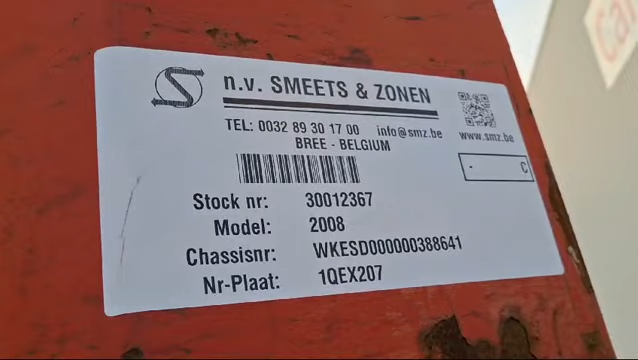 n.v. SMEETS & ZONEN
TEL: 0032 89 30 17 00 info@smz.be
BREE - BELGIUM
www.smz.be
- C
Stock nr: 30012367
Model: 2008
Chassisnr: WKESD000000388641
Nr-Plaat: 1QEX207
Ca